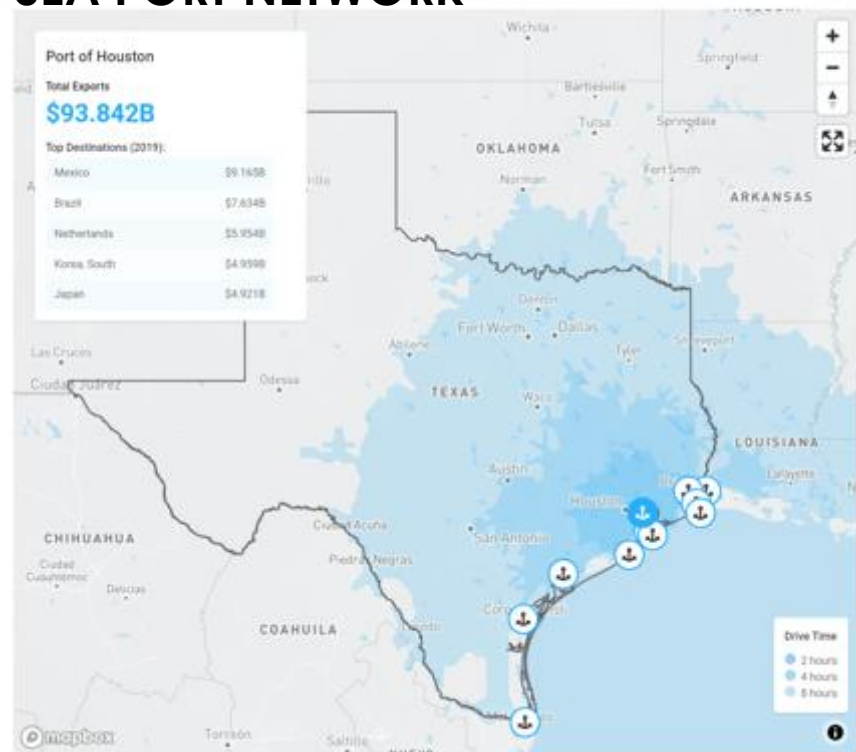 SEA PORT NETWORK
Wichita
Springfield
Port of Houston
Total Exports
$93.842B
Top Destinations (2019):
Mexico $9.165B
Brazil $7.634B
Netherlands $5.954B
Korea, South $4.959B
Japan $4.921B
Bartlesville
Tulsa
Springdale
OKLAHOMA
Norman
Fort Smith
ARKANSAS
Denton
Fort Worth
Dallas
Abilene
Tyler
Shreveport
Las Cruces
Ciudad Juárez
Odessa
TEXAS
Waco
LOUISIANA
Austin
Lafayette
Houston
Ciudad Acuña
San Antonio
CHIHUAHUA
Piedras Negras
Ciudad
Cuauhtémoc
Delicias
COAHUILA
Drive Time
2 hours
4 hours
8 hours
mapbox
Torreón
Saltillo